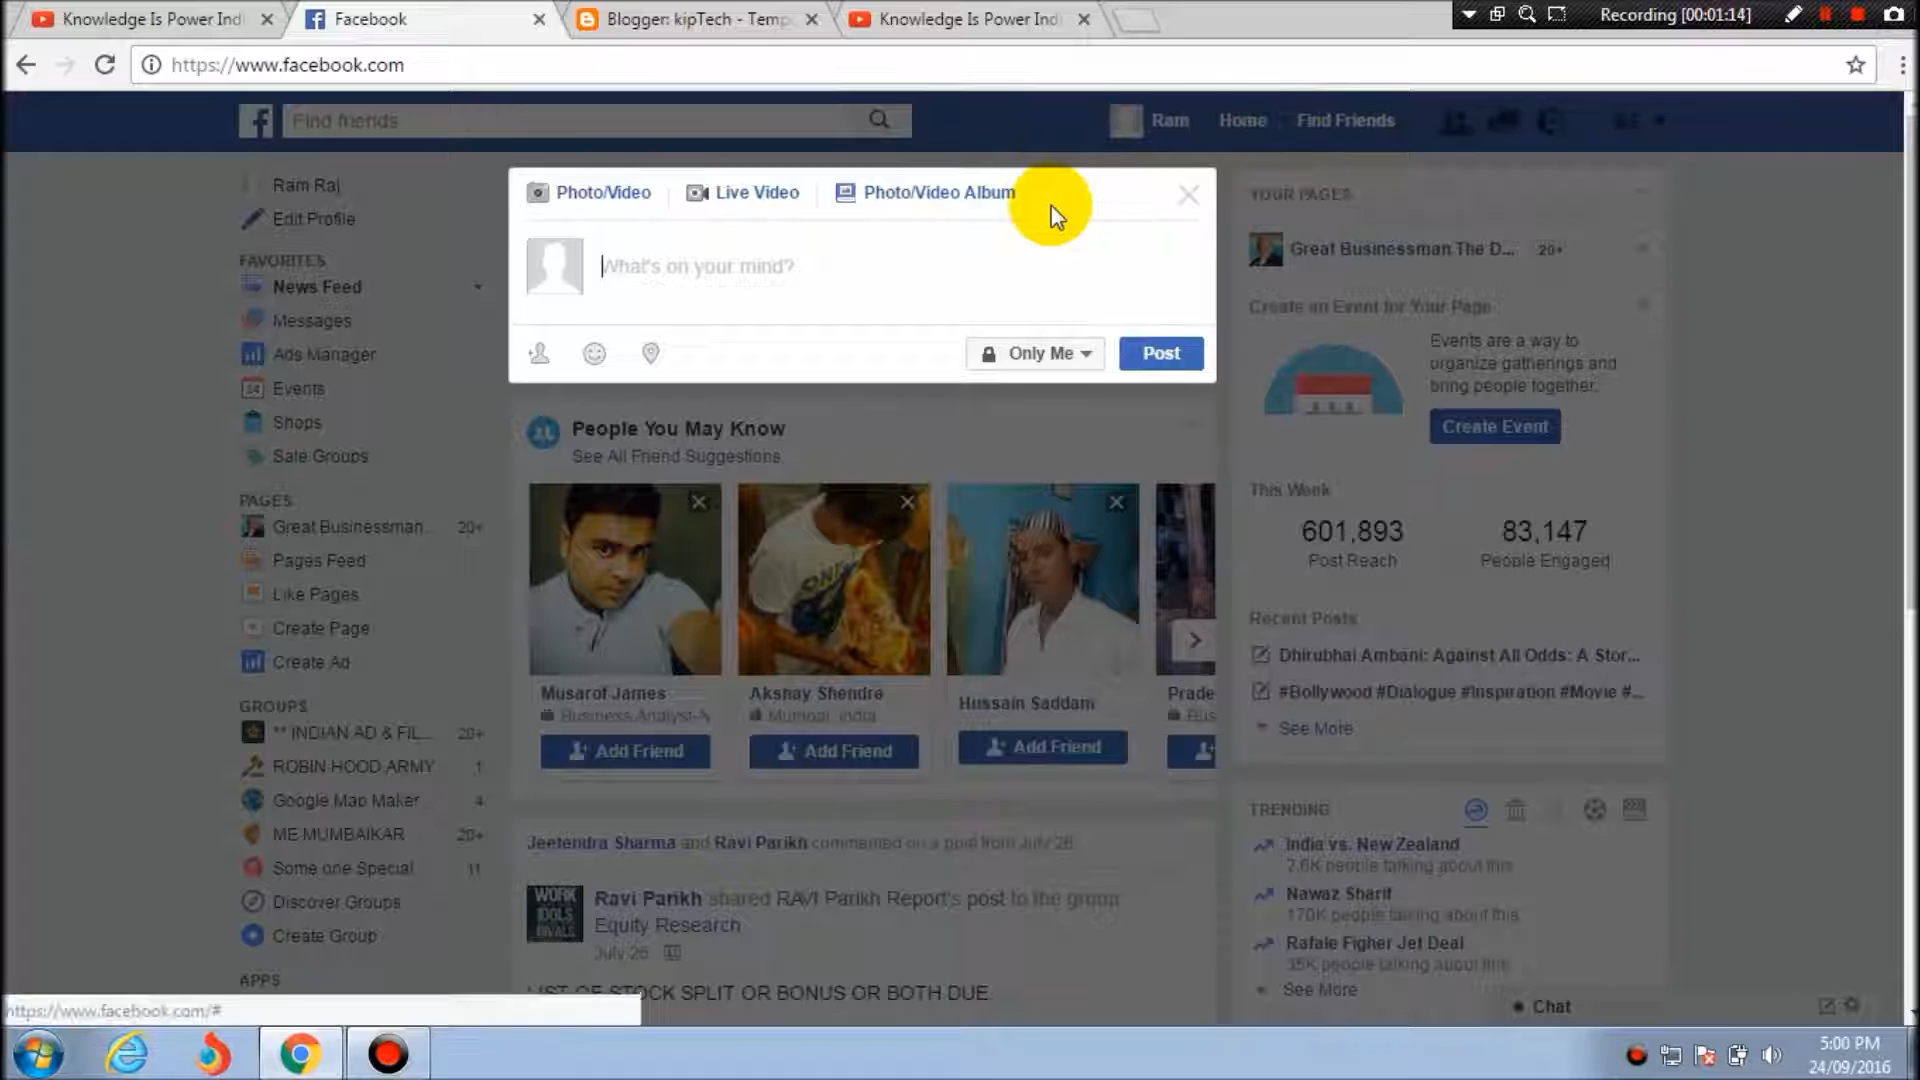 Knowledge Is Power Ind
Facebook
Blogger: kipTech - Temp
Knowledge Is Power Ind
Recording [00:01:14]
https://www.facebook.com
Find friends
Ram
Home
Find Friends
Ram Raj
Edit Profile
FAVORITES
News Feed
Messages
Ads Manager
Events
Shops
Sale Groups
PAGES
Great Businessman... 20+
Pages Feed
Like Pages
Create Page
Create Ad
GROUPS
** INDIAN AD & FIL... 20+
ROBIN HOOD ARMY 1
Google Map Maker 4
ME MUMBAIKAR 20+
Some one Special 11
Discover Groups
Create Group
APPS
https://www.facebook.com/#
Photo/Video
Live Video
Photo/Video Album
What's on your mind?
Only Me
Post
People You May Know
See All Friend Suggestions
Musarof James
Business Analyst-
Add Friend
Akshay Shendre
Mumbai, India
Add Friend
Hussain Saddam
Add Friend
Prade
Bus
Jeetendra Sharma and Ravi Parikh commented on a post from July 26.
WORK
IDOLS
RIVALS
Ravi Parikh shared RAVI Parikh Report's post to the group
Equity Research
July 26
LIST OF STOCK SPLIT OR BONUS OR BOTH DUE.
YOUR PAGES
Great Businessman The D... 20+
Create an Event for Your Page
Events are a way to
organize gatherings and
bring people together.
Create Event
This Week
601,893
Post Reach
83,147
People Engaged
Recent Posts
Dhirubhai Ambani: Against All Odds: A Stor...
#Bollywood #Dialogue #Inspiration #Movie #...
See More
TRENDING
India vs. New Zealand
7.6K people talking about this
Nawaz Sharif
170K people talking about this
Rafale Figher Jet Deal
35K people talking about this
See More
Chat
5:00 PM
24/09/2016